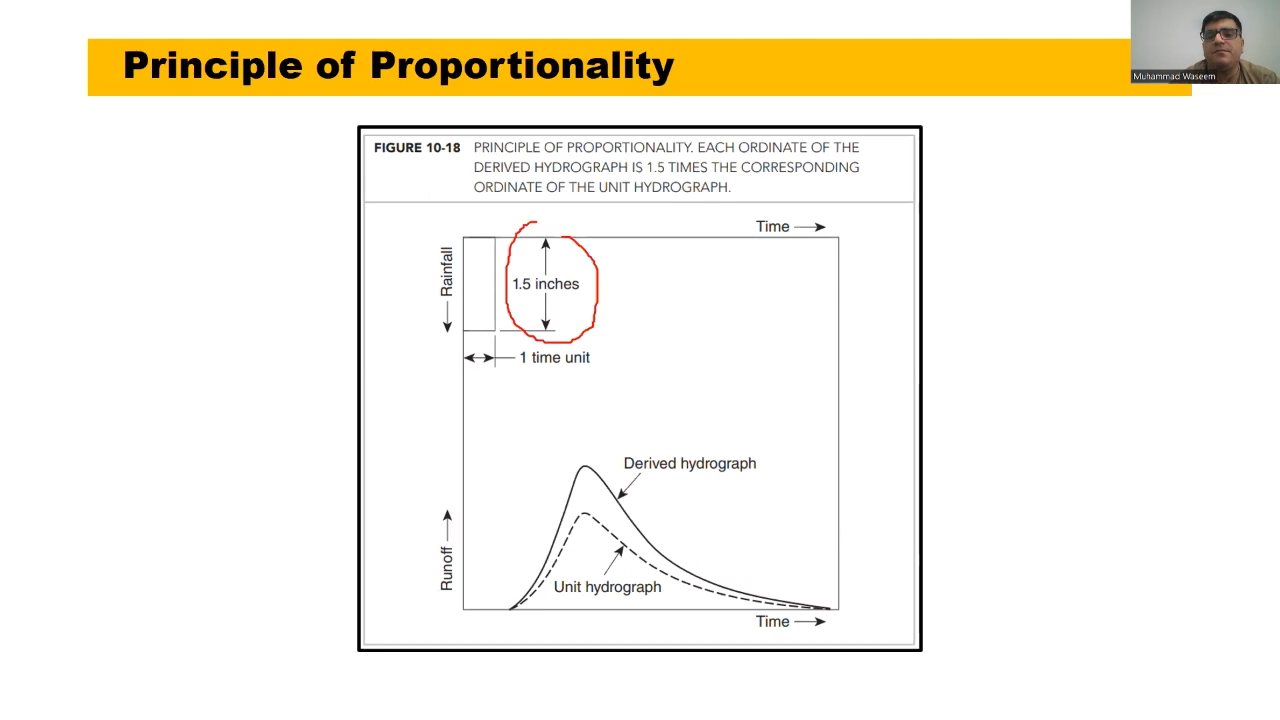 Principle of Proportionality
Muhammad Waseem
FIGURE 10-18 PRINCIPLE OF PROPORTIONALITY. EACH ORDINATE OF THE
DERIVED HYDROGRAPH IS 1.5 TIMES THE CORRESPONDING
ORDINATE OF THE UNIT HYDROGRAPH.
Time
Rainfall
1.5 inches
1 time unit
Derived hydrograph
Runoff
Unit hydrograph
Time